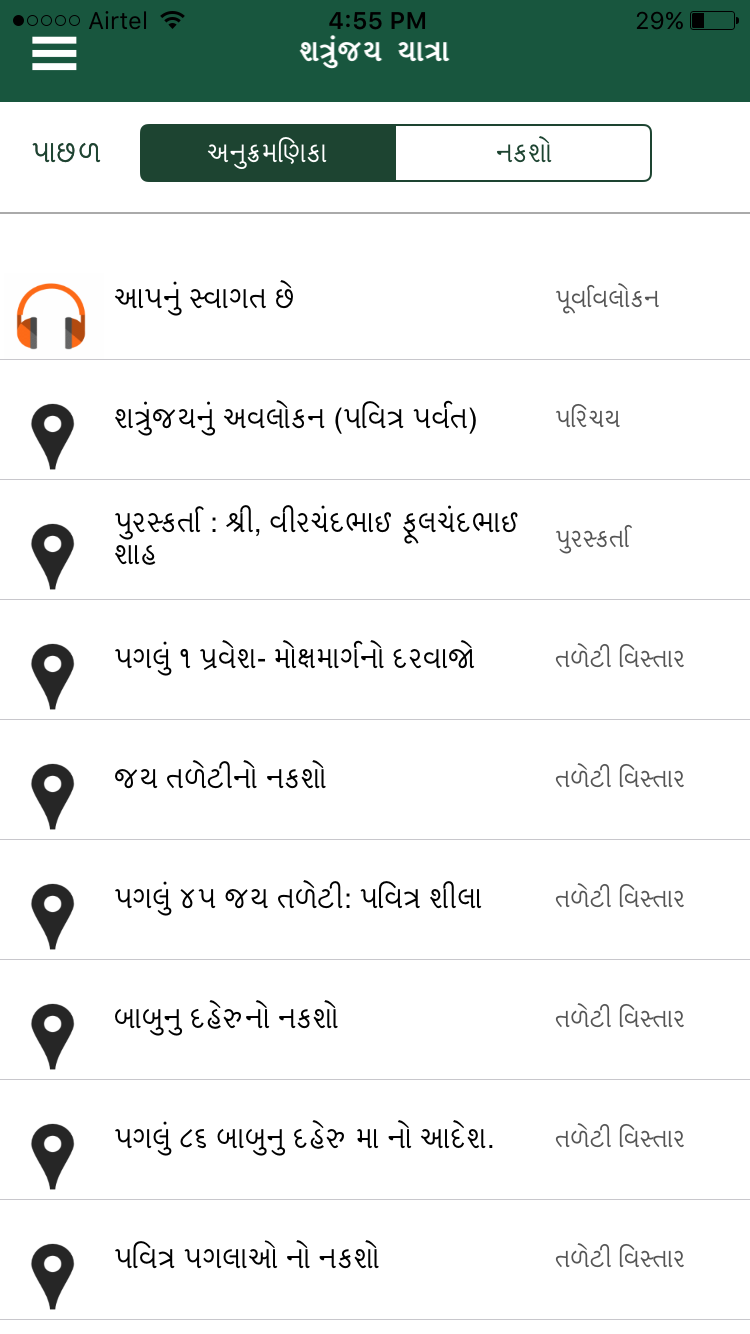 Airtel 4:55 PM 29%
શત્રુંજય યાત્રા
પાછળ અનુક્રમણિકા નકશો
આપનું સ્વાગત છે પૂર્વાવલોકન
શત્રુંજયનું અવલોકન (પવિત્ર પર્વત) પરિચય
પુરસ્કર્તા : શ્રી, વીરચંદભાઈ ફૂલચંદભાઈ
શાહ
પુરસ્કર્તા
પગલું ૧ પ્રવેશ- મોક્ષમાર્ગનો દરવાજો તળેટી વિસ્તાર
જય તળેટીનો નકશો તળેટી વિસ્તાર
પગલું ૪૫ જય તળેટી: પવિત્ર શીલા તળેટી વિસ્તાર
બાબુનુ દહેરુનો નકશો તળેટી વિસ્તાર
પગલું ૮૬ બાબુનુ દહેરુ મા નો આદેશ. તળેટી વિસ્તાર
પવિત્ર પગલાઓ નો નકશો તળેટી વિસ્તાર